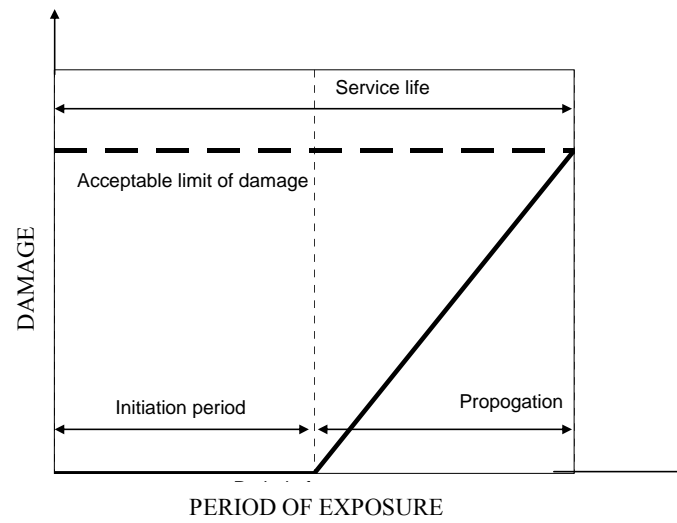 Service life
Acceptable limit of damage
DAMAGE
Initiation period
Propogation
PERIOD OF EXPOSURE